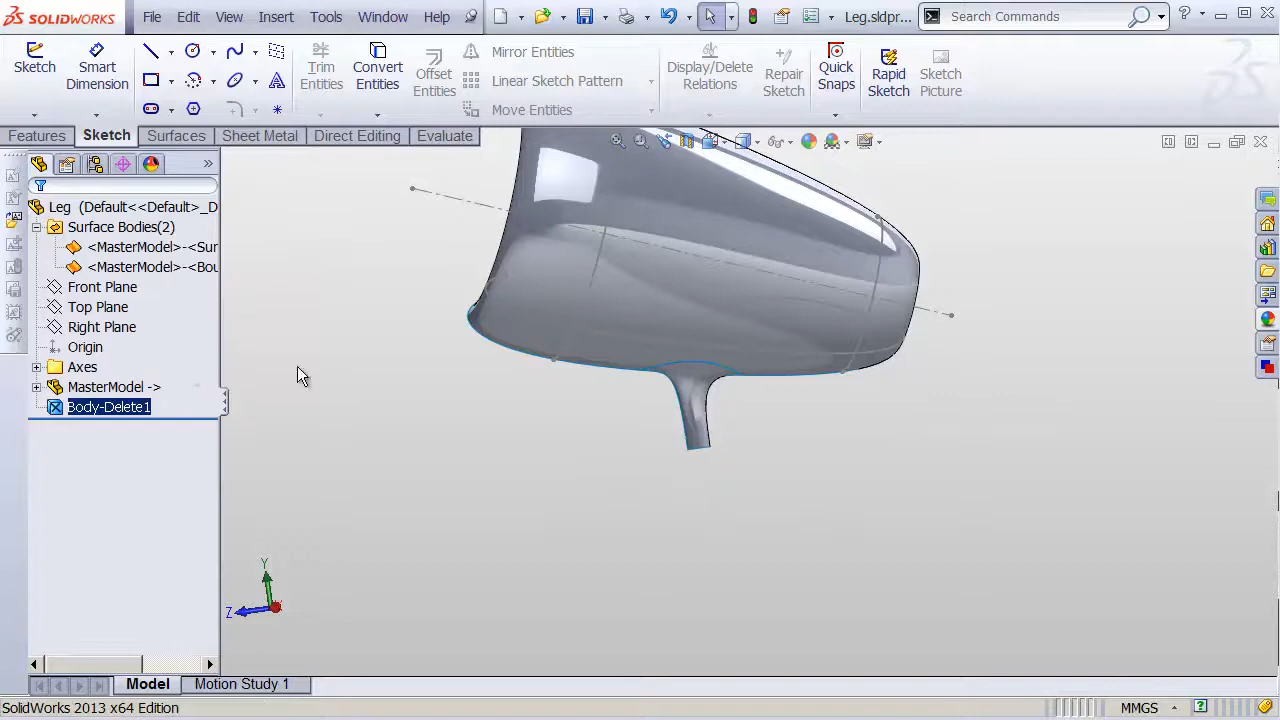 SOLIDWORKS File Edit View Insert Tools Window Help Leg.sldpr... Search Commands ?
Sketch Smart Dimension Trim Entities Convert Entities Offset Entities Mirror Entities Linear Sketch Pattern Move Entities Display/Delete Relations Repair Sketch Quick Snaps Rapid Sketch Sketch Picture
Features Sketch Surfaces Sheet Metal Direct Editing Evaluate
Leg (Default<<Default>_D
Surface Bodies(2)
<MasterModel>-<Sur
<MasterModel>-<Bou
Front Plane
Top Plane
Right Plane
Origin
Axes
MasterModel ->
Body-Delete1
Y
Z
Model Motion Study 1
SolidWorks 2013 x64 Edition MMGS ?